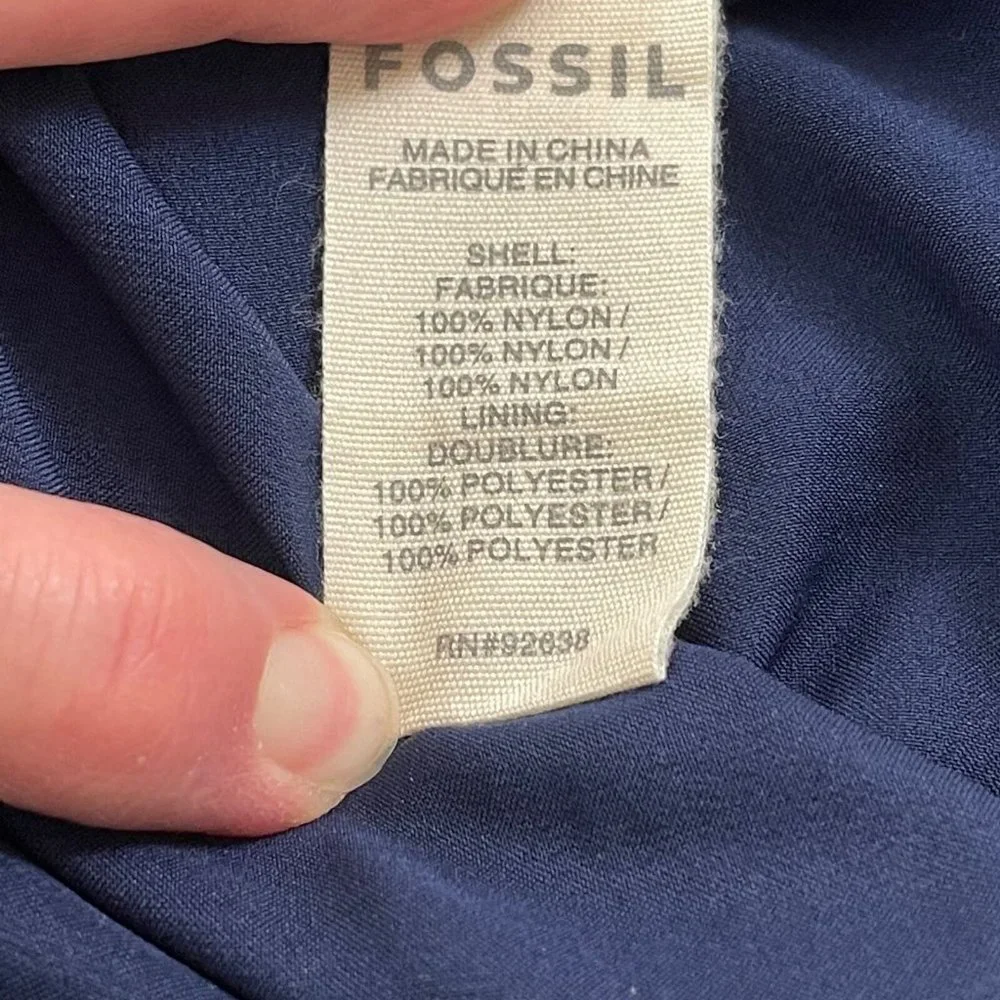 FOSSIL
MADE IN CHINA
FABRIQUÉ EN CHINE
SHELL:
FABRIQUE:
100% NYLON /
100% NYLON /
100% NYLON
LINING:
DOUBLURE:
100% POLYESTER /
100% POLYESTER /
100% POLYESTER
RN#92638